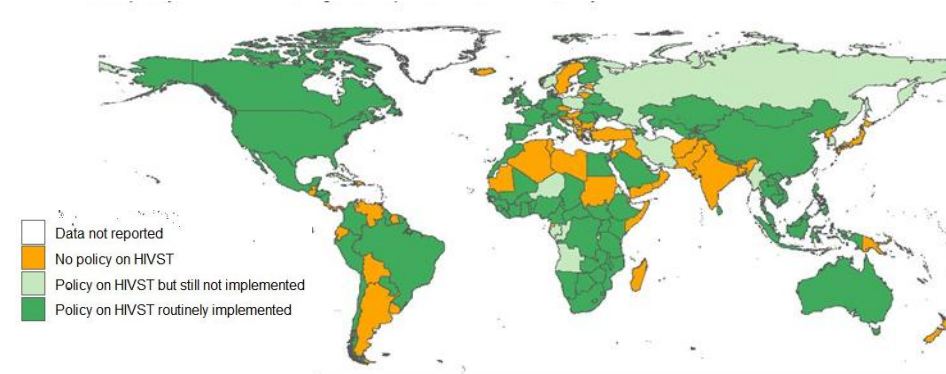 Data not reported
No policy on HIVST
Policy on HIVST but still not implemented
Policy on HIVST routinely implemented